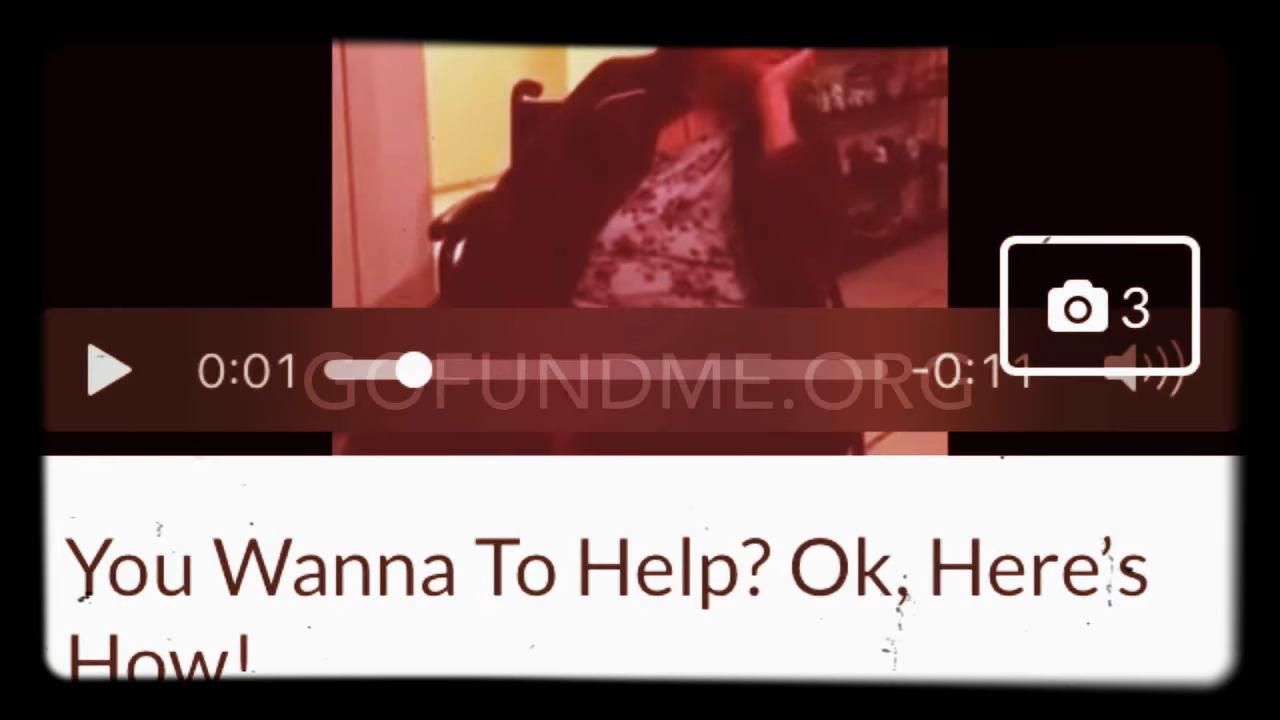 3
0:01 -0:11
GOFUNDME.ORG
You Wanna To Help? Ok, Here’s
How!